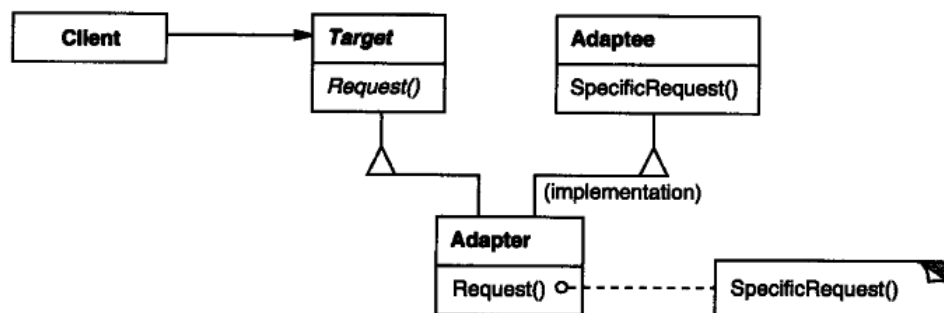 Client
Target
Request()
Adaptee
SpecificRequest()
(implementation)
Adapter
Request()
SpecificRequest()